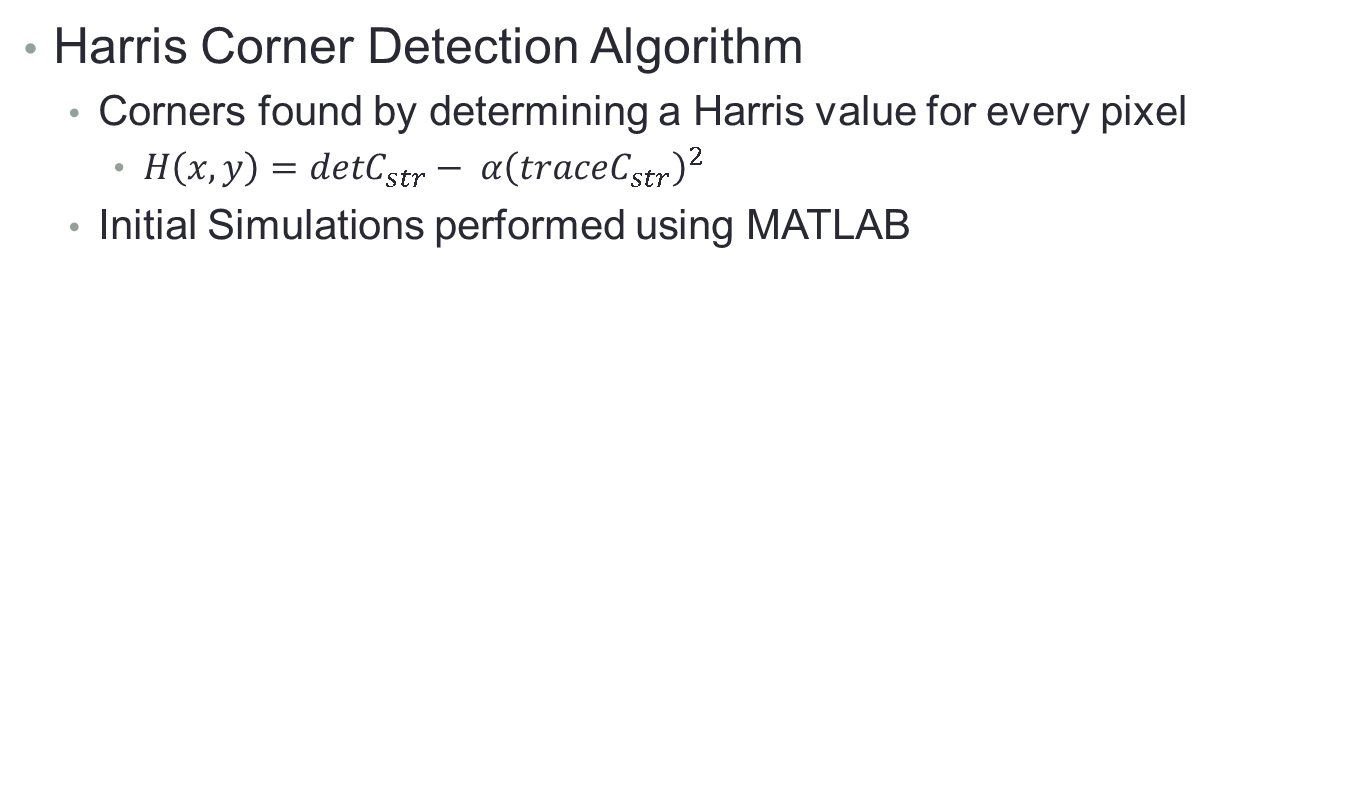 • Harris Corner Detection Algorithm
• Corners found by determining a Harris value for every pixel
• H(x, y) = detC_str − α(traceC_str)²
• Initial Simulations performed using MATLAB